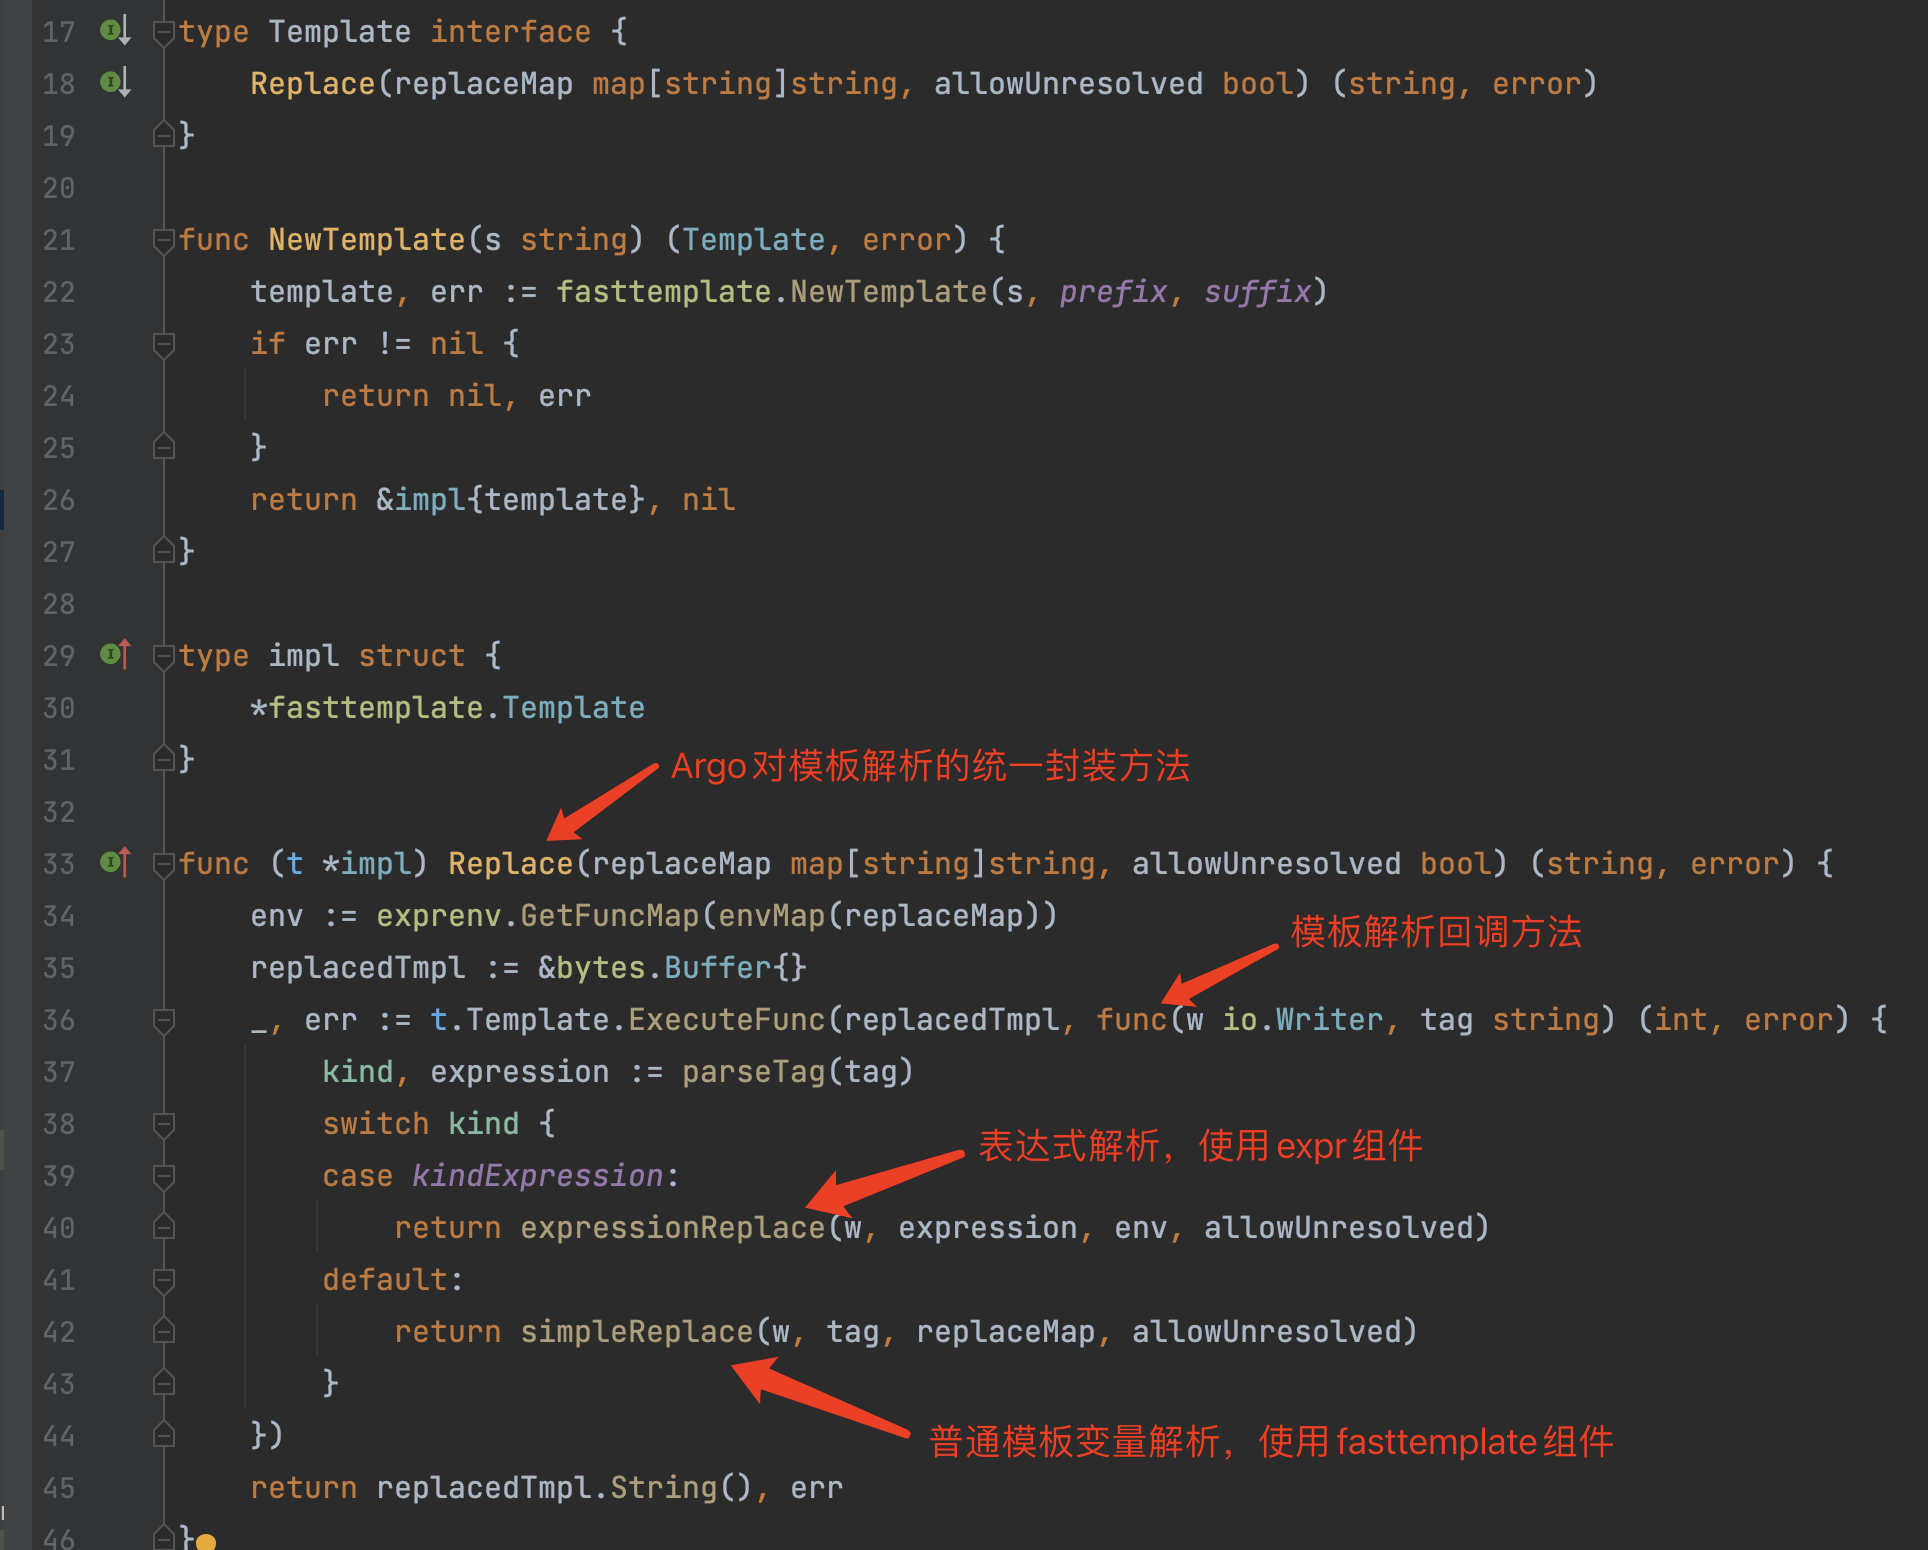 17 type Template interface {
18 Replace(replaceMap map[string]string, allowUnresolved bool) (string, error)
19 }
20
21 func NewTemplate(s string) (Template, error) {
22 template, err := fasttemplate.NewTemplate(s, prefix, suffix)
23 if err != nil {
24 return nil, err
25 }
26 return &impl{template}, nil
27 }
28
29 type impl struct {
30 *fasttemplate.Template
31 }
Argo对模板解析的统一封装方法
32
33 func (t *impl) Replace(replaceMap map[string]string, allowUnresolved bool) (string, error) {
34 env := exprenv.GetFuncMap(envMap(replaceMap))
模板解析回调方法
35 replacedTmpl := &bytes.Buffer{}
36 _, err := t.Template.ExecuteFunc(replacedTmpl, func(w io.Writer, tag string) (int, error) {
37 kind, expression := parseTag(tag)
38 switch kind {
表达式解析，使用expr组件
39 case kindExpression:
40 return expressionReplace(w, expression, env, allowUnresolved)
41 default:
42 return simpleReplace(w, tag, replaceMap, allowUnresolved)
43 }
44 })
普通模板变量解析，使用fasttemplate组件
45 return replacedTmpl.String(), err
46 }